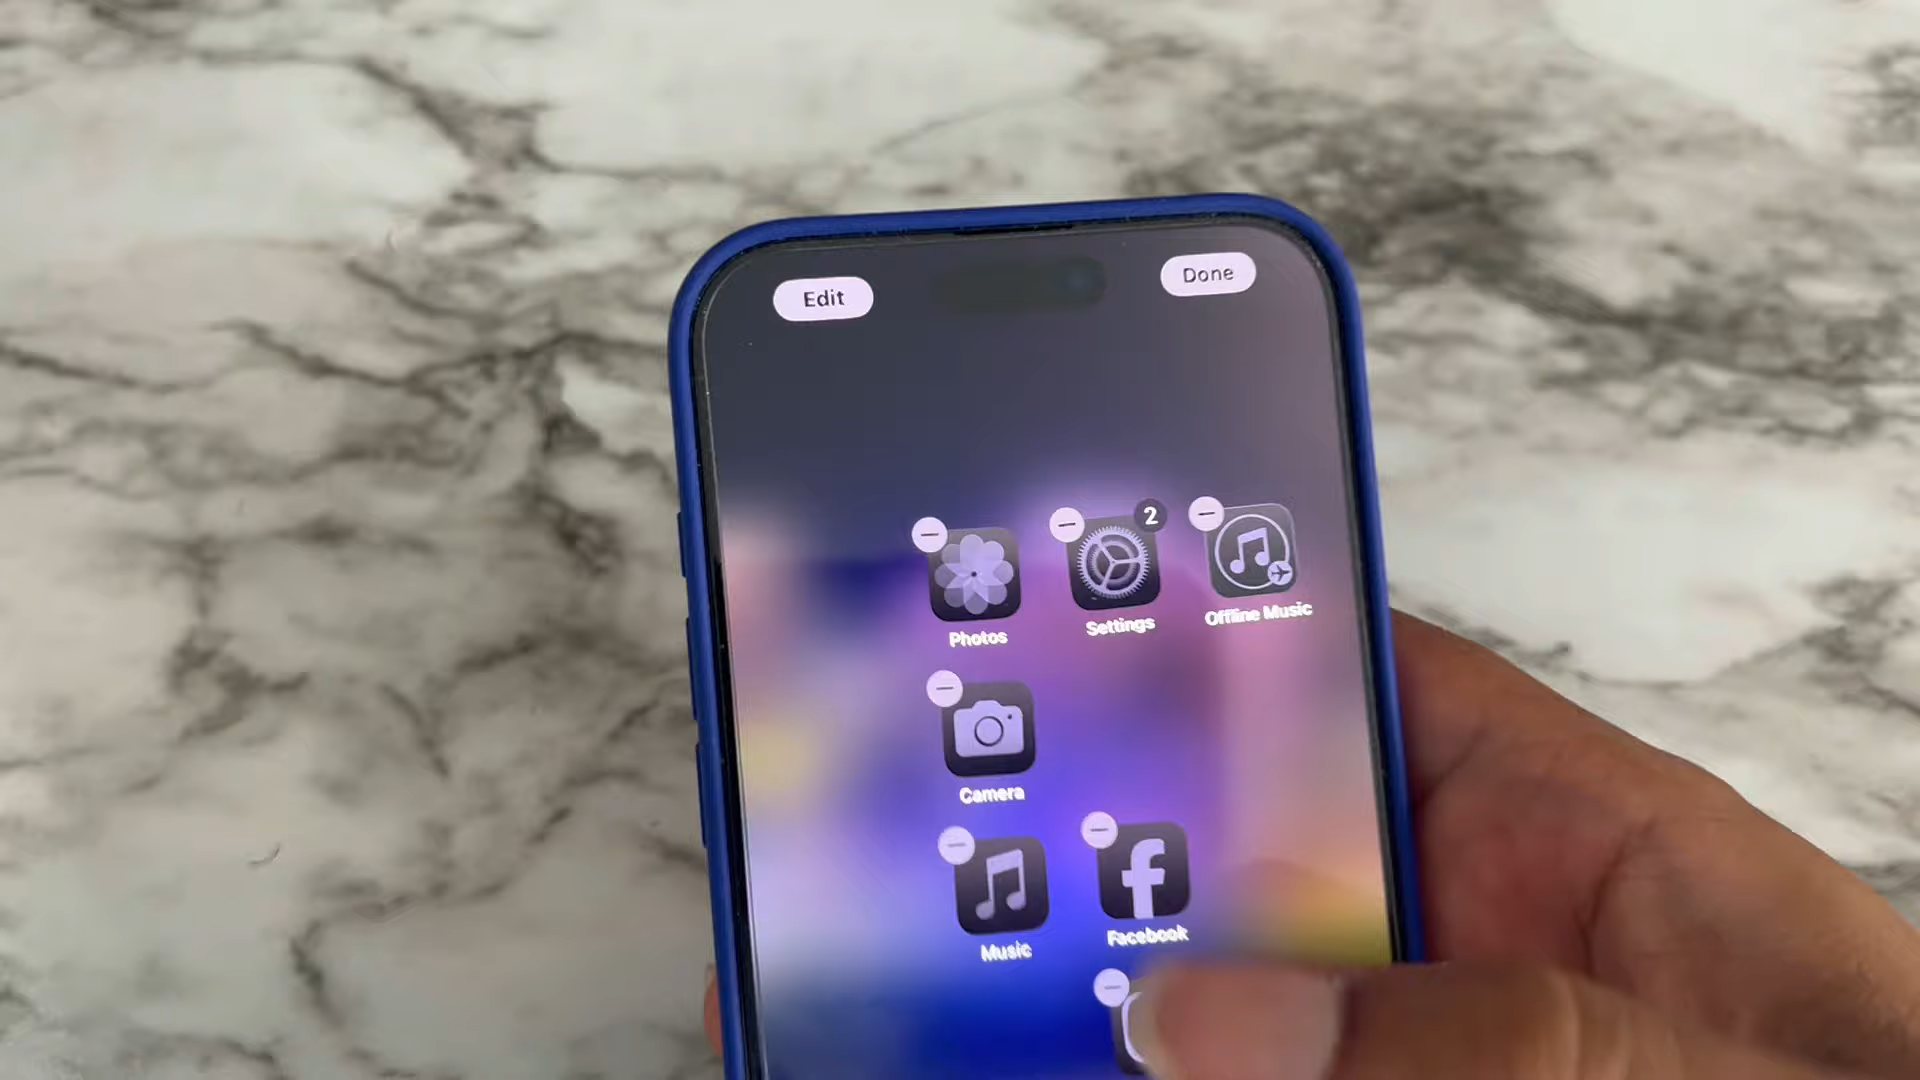 Edit
Done
2
Photos
Settings
Offline Music
Camera
Music
Facebook